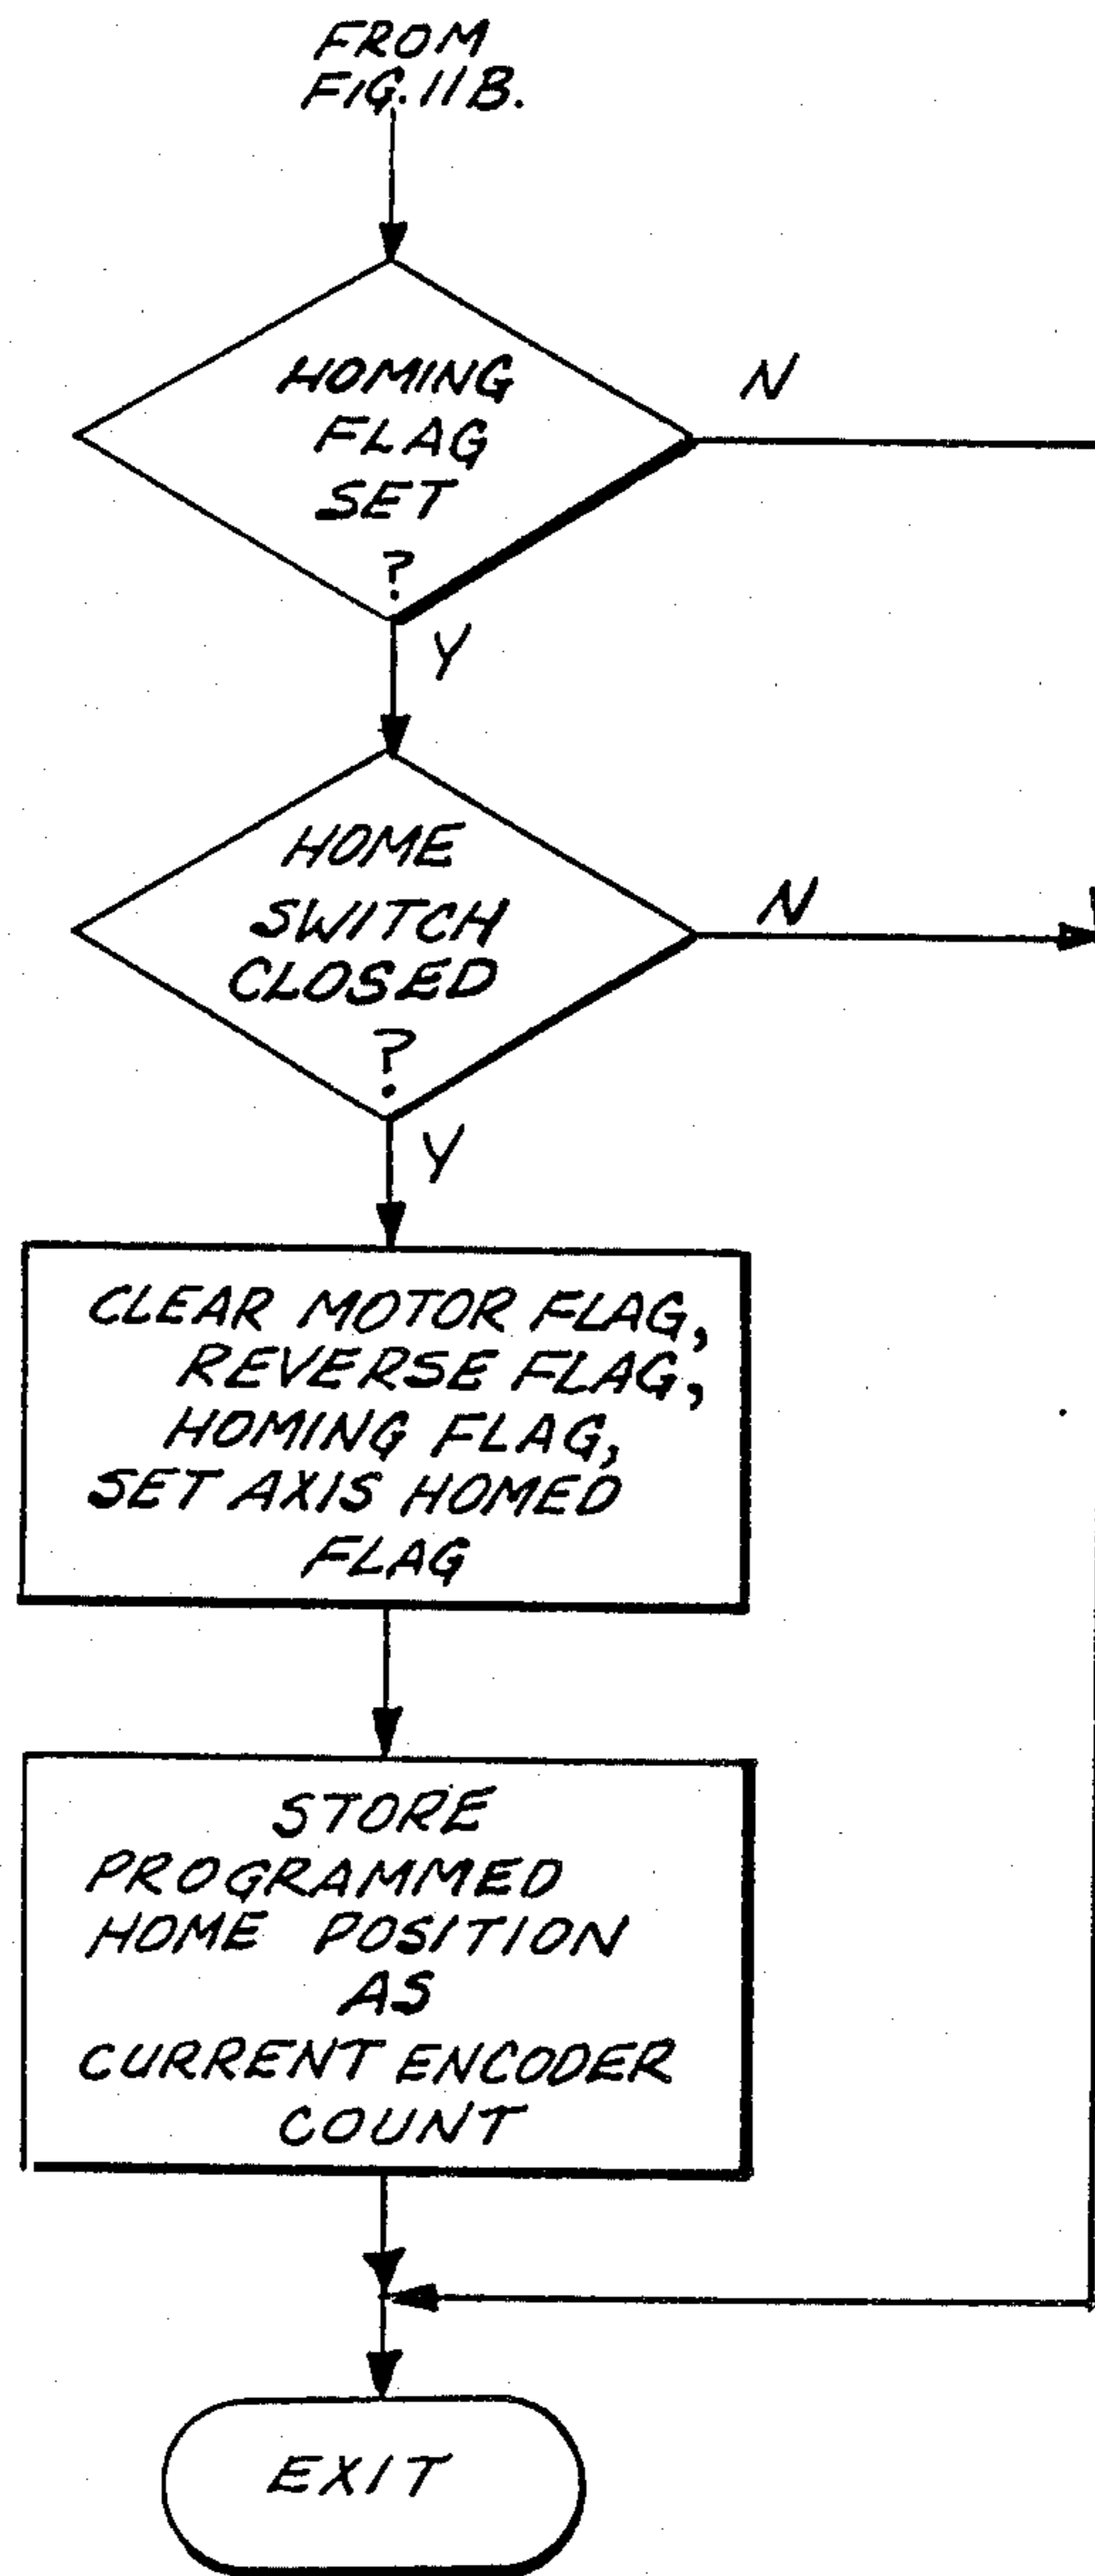 FROM
FIG. 11B.
HOMING
FLAG
SET
?
N
Y
HOME
SWITCH
CLOSED
?
N
Y
CLEAR MOTOR FLAG,
REVERSE FLAG,
HOMING FLAG,
SET AXIS HOMED
FLAG
STORE
PROGRAMMED
HOME POSITION
AS
CURRENT ENCODER
COUNT
EXIT